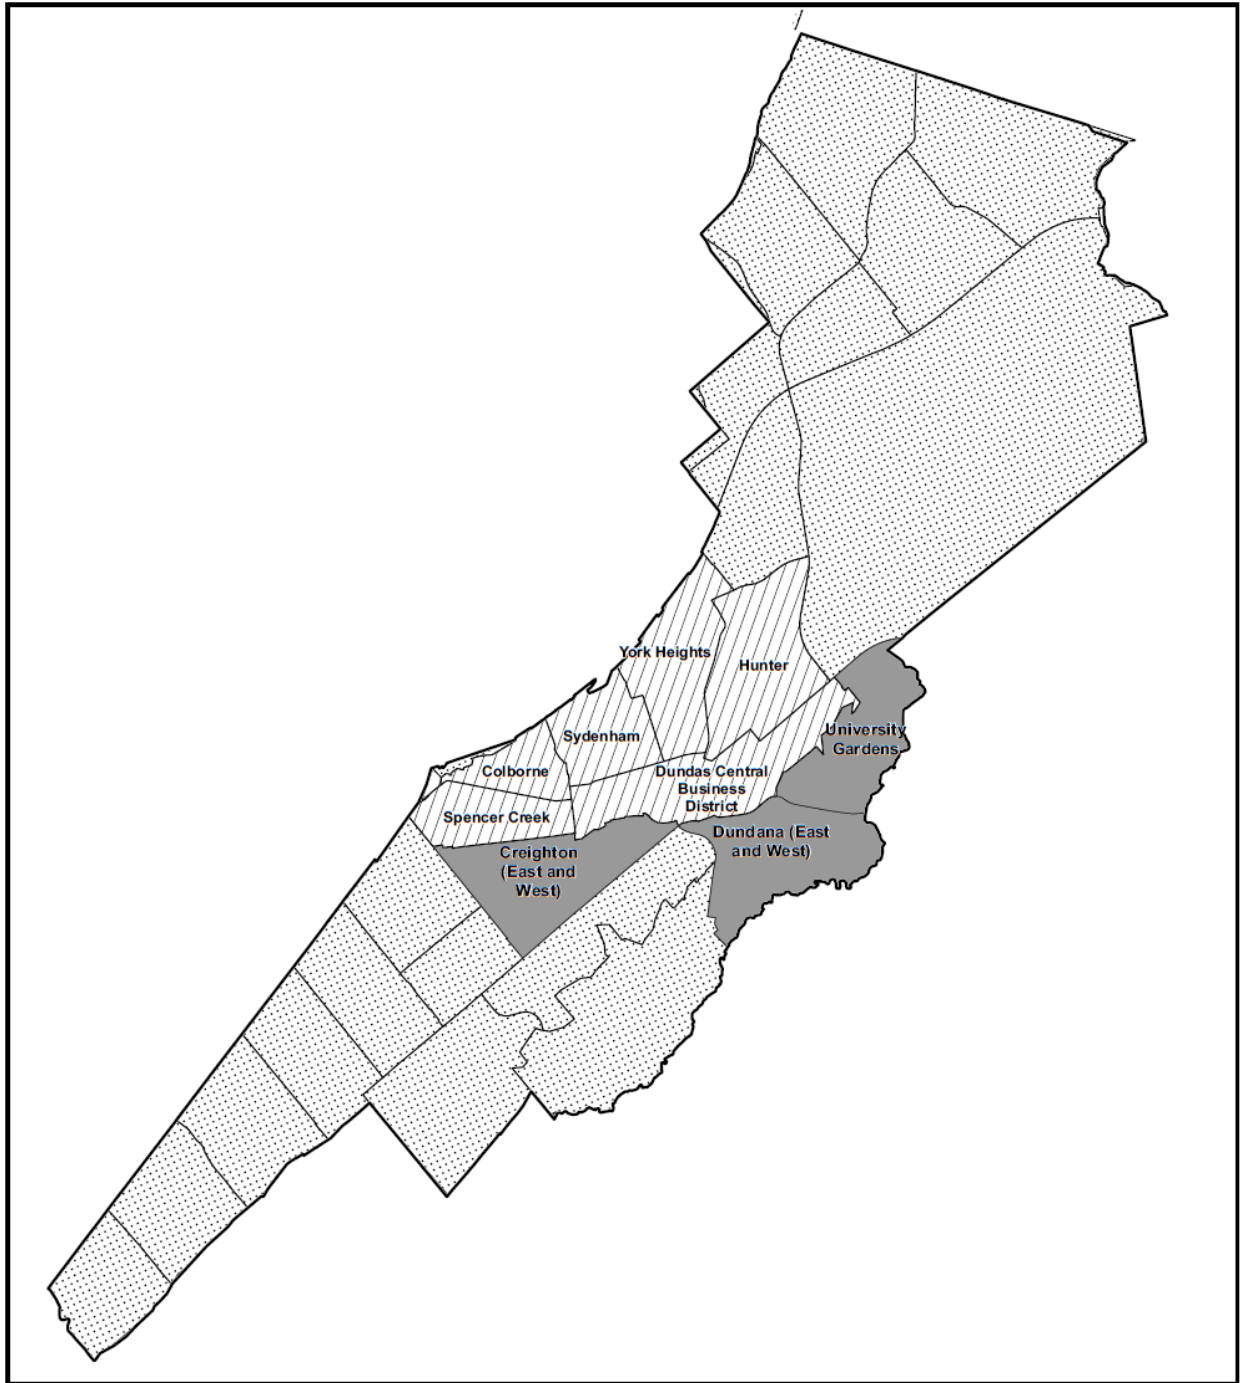 York Heights
Hunter
Sydenham
University
Gardens
Colborne
Dundas Central
Business
District
Spencer Creek
Dundana (East
and West)
Creighton
(East and
West)